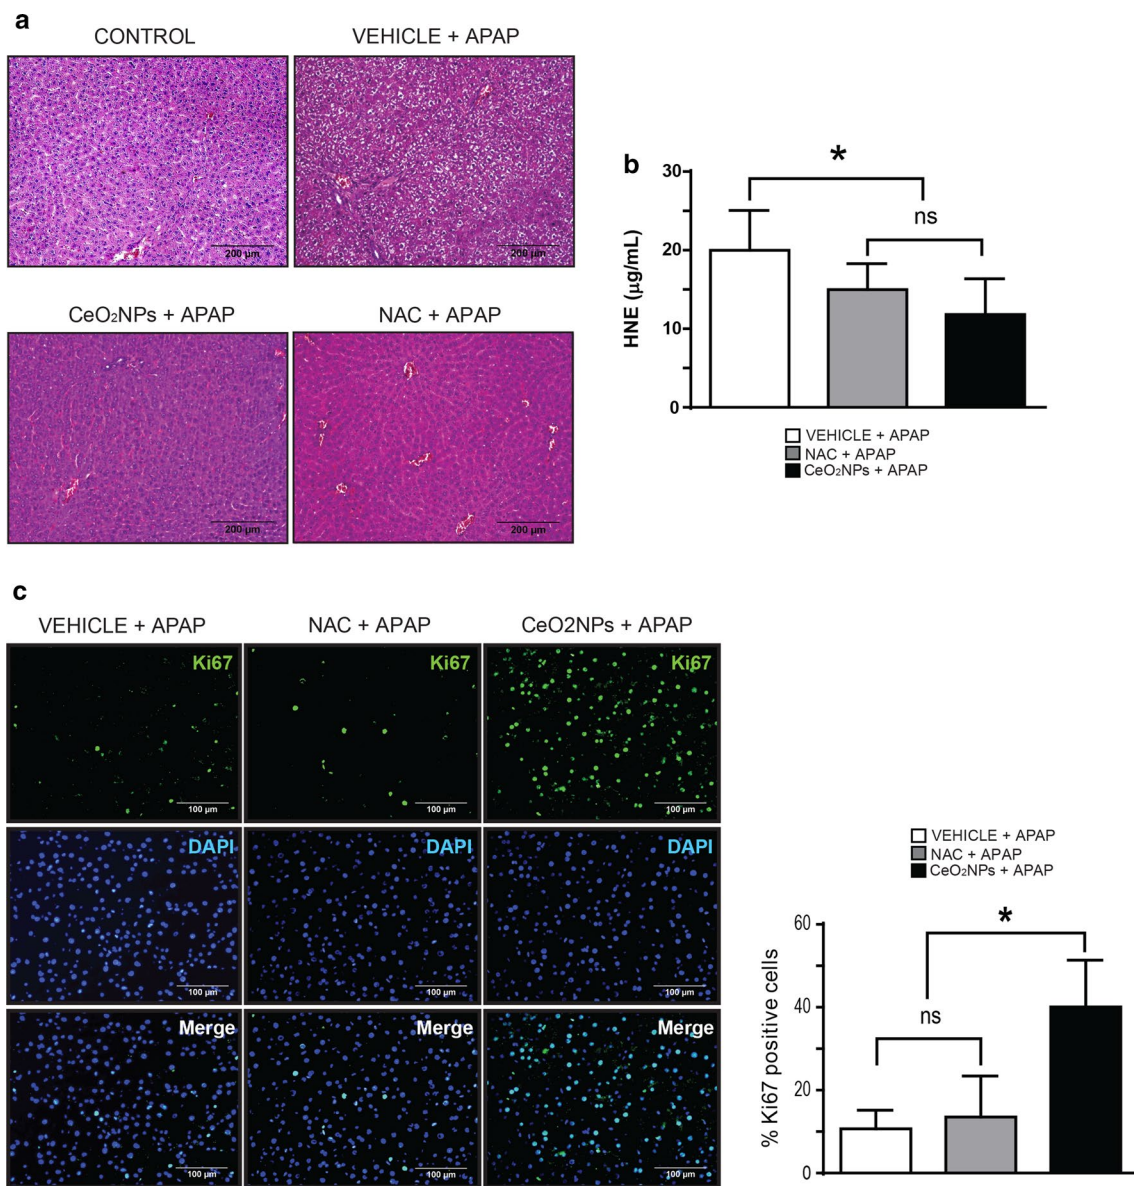 a
CONTROL
VEHICLE + APAP
200 µm
200 µm
CeO₂NPs + APAP
NAC + APAP
200 µm
200 µm
b
*
ns
30
20
10
0
HNE (µg/mL)
VEHICLE + APAP
NAC + APAP
CeO₂NPs + APAP
c
VEHICLE + APAP
NAC + APAP
CeO2NPs + APAP
Ki67
Ki67
Ki67
100 µm
100 µm
100 µm
DAPI
DAPI
DAPI
100 µm
100 µm
100 µm
Merge
Merge
Merge
100 µm
100 µm
100 µm
VEHICLE + APAP
NAC + APAP
CeO₂NPs + APAP
*
ns
60
40
20
0
% Ki67 positive cells